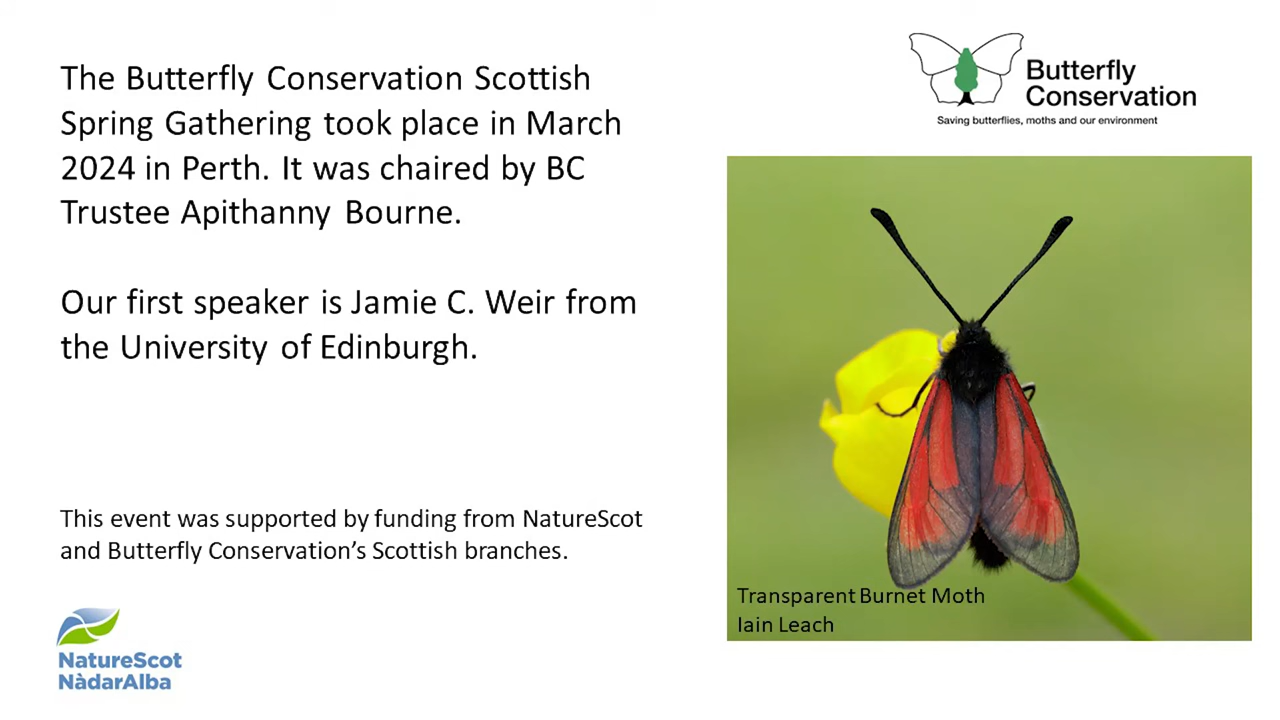 The Butterfly Conservation Scottish
Spring Gathering took place in March
2024 in Perth. It was chaired by BC
Trustee Apithanny Bourne.
Our first speaker is Jamie C. Weir from
the University of Edinburgh.
This event was supported by funding from NatureScot
and Butterfly Conservation’s Scottish branches.
NatureScot
NàdarAlba
Butterfly
Conservation
Saving butterflies, moths and our environment
Transparent Burnet Moth
Iain Leach